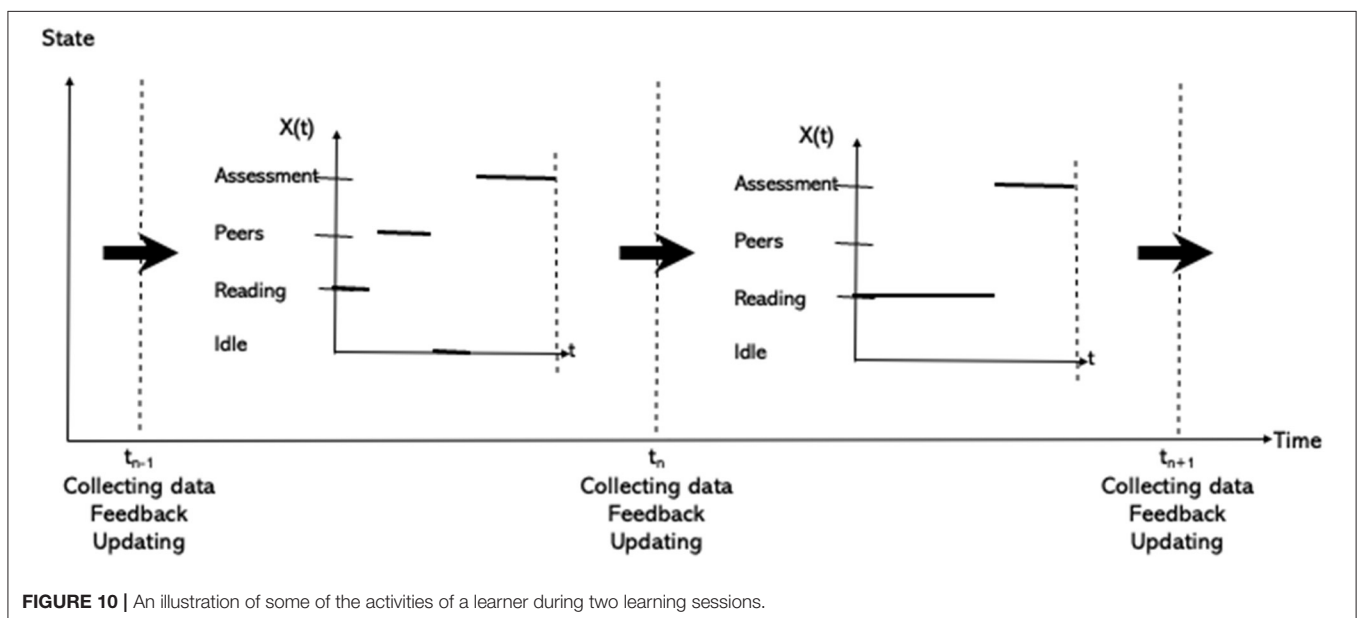 State
X(t)
Assessment
Peers
Reading
Idle
t
X(t)
Assessment
Peers
Reading
Idle
t
Time
tn-1
Collecting data
Feedback
Updating
tn
Collecting data
Feedback
Updating
tn+1
Collecting data
Feedback
Updating
FIGURE 10 | An illustration of some of the activities of a learner during two learning sessions.